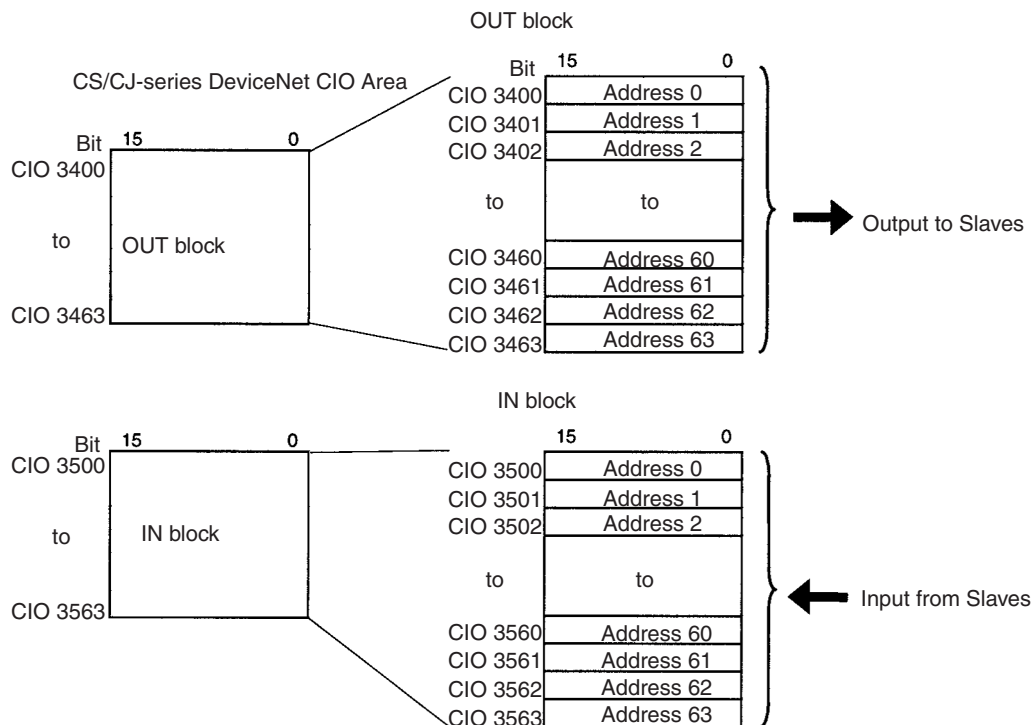 OUT block
CS/CJ-series DeviceNet CIO Area
Bit 15 0
CIO 3400
to
CIO 3463
OUT block
Bit 15 0
CIO 3400 Address 0
CIO 3401 Address 1
CIO 3402 Address 2
to to
CIO 3460 Address 60
CIO 3461 Address 61
CIO 3462 Address 62
CIO 3463 Address 63
Output to Slaves
IN block
Bit 15 0
CIO 3500
to
CIO 3563
IN block
15 0
CIO 3500 Address 0
CIO 3501 Address 1
CIO 3502 Address 2
to to
CIO 3560 Address 60
CIO 3561 Address 61
CIO 3562 Address 62
CIO 3563 Address 63
Input from Slaves